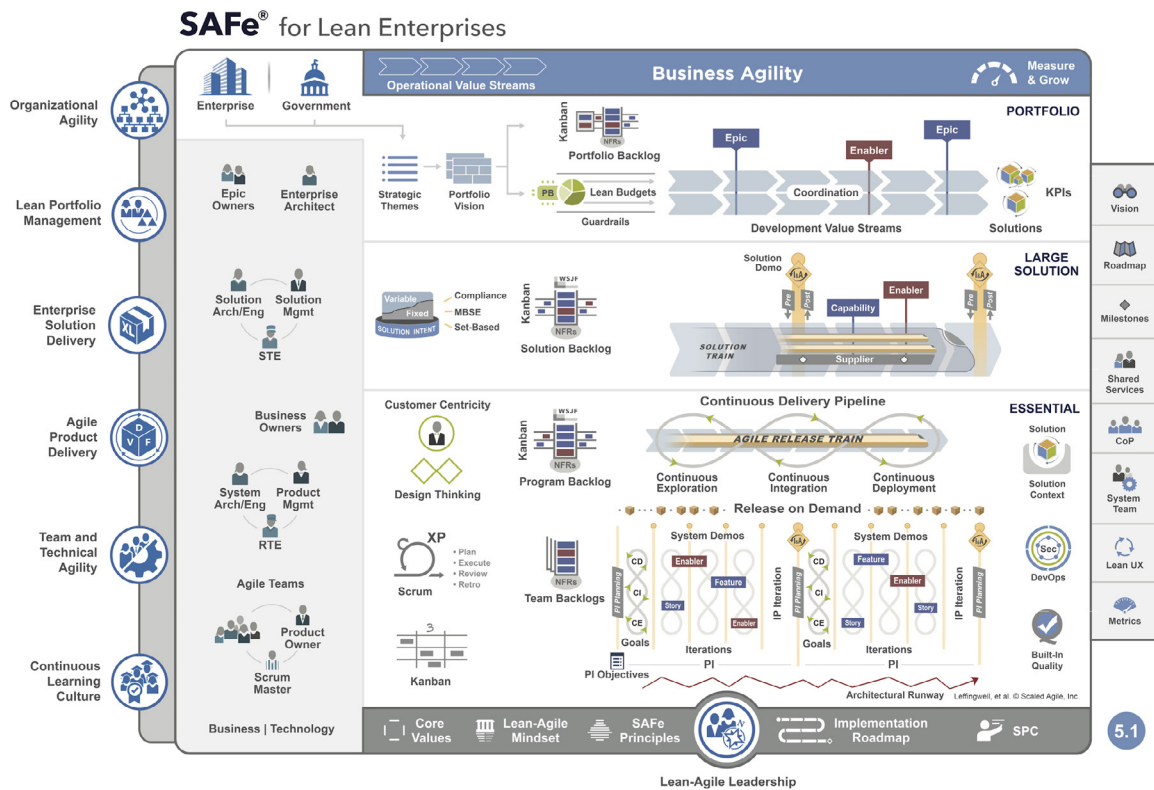 SAFe® for Lean Enterprises
Organizational
Agility
Lean Portfolio
Management
Enterprise
Solution
Delivery
XL
Agile
Product
Delivery
D
V F
Team and
Technical
Agility
Continuous
Learning
Culture
Enterprise
Government
Operational Value Streams
Business Agility
Measure
& Grow
PORTFOLIO
Epic
Owners
Enterprise
Architect
Strategic
Themes
Portfolio
Vision
Kanban
NFRs
Portfolio Backlog
PB
Lean Budgets
Guardrails
Epic
Enabler
Epic
Coordination
Development Value Streams
KPIs
Solutions
LARGE
SOLUTION
Solution
Arch/Eng
Solution
Mgmt
STE
Variable
Fixed
SOLUTION INTENT
Compliance
MBSE
Set-Based
Kanban
WSJF
NFRs
Solution Backlog
Solution
Demo
I&A
Pre
Post
Capability
Enabler
I&A
Pre
Post
SOLUTION
TRAIN
Supplier
ESSENTIAL
Business
Owners
System
Arch/Eng
Product
Mgmt
RTE
Agile Teams
Product
Owner
Scrum
Master
Business | Technology
Customer Centricity
Design Thinking
XP
• Plan
• Execute
• Review
• Retro
Scrum
3
Kanban
Kanban
WSJF
NFRs
Program Backlog
NFRs
Team Backlogs
Continuous Delivery Pipeline
AGILE RELEASE TRAIN
Continuous
Exploration
Continuous
Integration
Continuous
Deployment
Release on Demand
System Demos
System Demos
PI Planning
CD
CI
CE
Goals
Enabler
Feature
Story
Enabler
Iterations
IP Iteration
I&A
PI Planning
CD
CI
CE
Goals
Feature
Enabler
Story
Story
Iterations
IP Iteration
I&A
PI Planning
PI
PI
PI Objectives
Architectural Runway
Leffingwell, et al. © Scaled Agile, Inc.
Solution
Solution
Context
Sec
DevOps
Built-In
Quality
Vision
Roadmap
Milestones
Shared
Services
CoP
System
Team
Lean UX
Metrics
Core
Values
Lean-Agile
Mindset
SAFe
Principles
N
Implementation
Roadmap
SPC
Lean-Agile Leadership
5.1